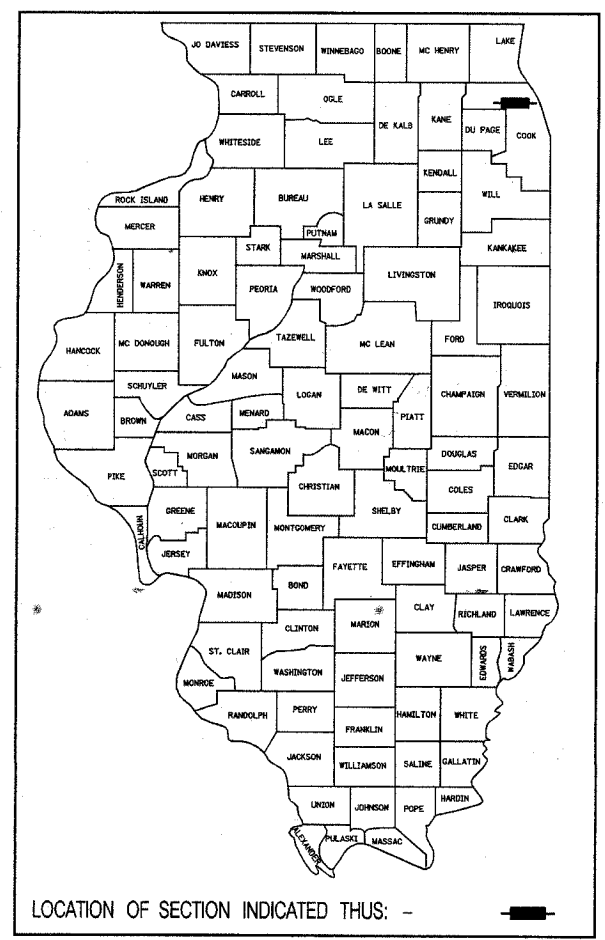 JO DAVIESS
STEVENSON
WINNEBAGO
BOONE
MC HENRY
LAKE
CARROLL
OGLE
DE KALB
KANE
DU PAGE
COOK
WHITESIDE
LEE
KENDALL
WILL
ROCK ISLAND
HENRY
BUREAU
LA SALLE
GRUNDY
MERCER
PUTNAM
STARK
MARSHALL
KANKAKEE
HENDERSON
WARREN
KNOX
PEORIA
WOODFORD
LIVINGSTON
IROQUOIS
HANCOCK
MC DONOUGH
FULTON
TAZEWELL
MC LEAN
FORD
SCHUYLER
MASON
LOGAN
DE WITT
CHAMPAIGN
VERMILION
ADAMS
BROWN
CASS
MENARD
PIATT
MACON
MORGAN
SANGAMON
DOUGLAS
EDGAR
PIKE
SCOTT
CHRISTIAN
MOULTRIE
COLES
GREENE
MACOUPIN
MONTGOMERY
SHELBY
CUMBERLAND
CLARK
CALHOUN
JERSEY
FAYETTE
EFFINGHAM
JASPER
CRAWFORD
MADISON
BOND
CLAY
RICHLAND
LAWRENCE
CLINTON
MARION
ST. CLAIR
WAYNE
EDWARDS
WABASH
WASHINGTON
JEFFERSON
MONROE
RANDOLPH
PERRY
HAMILTON
WHITE
FRANKLIN
JACKSON
WILLIAMSON
SALINE
GALLATIN
UNION
JOHNSON
POPE
HARDIN
ALEXANDER
PULASKI
MASSAC
LOCATION OF SECTION INDICATED THUS: -